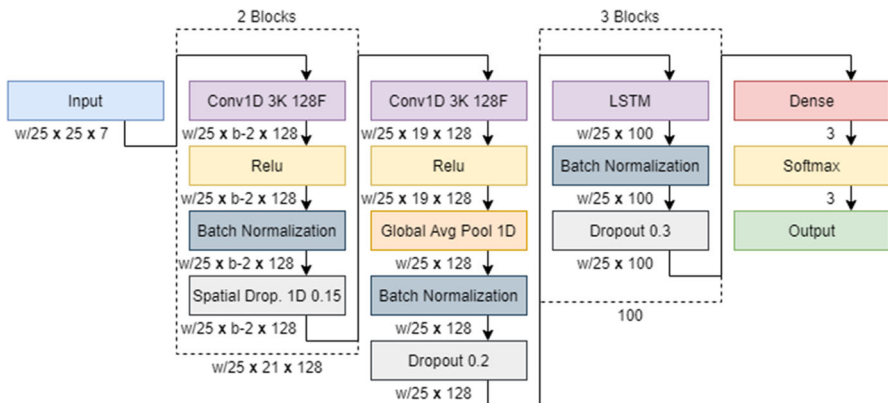 2 Blocks
3 Blocks
Input
w/25 x 25 x 7
Conv1D 3K 128F
w/25 x b-2 x 128
Relu
w/25 x b-2 x 128
Batch Normalization
w/25 x b-2 x 128
Spatial Drop. 1D 0.15
w/25 x b-2 x 128
w/25 x 21 x 128
Conv1D 3K 128F
w/25 x 19 x 128
Relu
w/25 x 19 x 128
Global Avg Pool 1D
w/25 x 128
Batch Normalization
w/25 x 128
Dropout 0.2
w/25 x 128
LSTM
w/25 x 100
Batch Normalization
w/25 x 100
Dropout 0.3
w/25 x 100
100
Dense
3
Softmax
3
Output